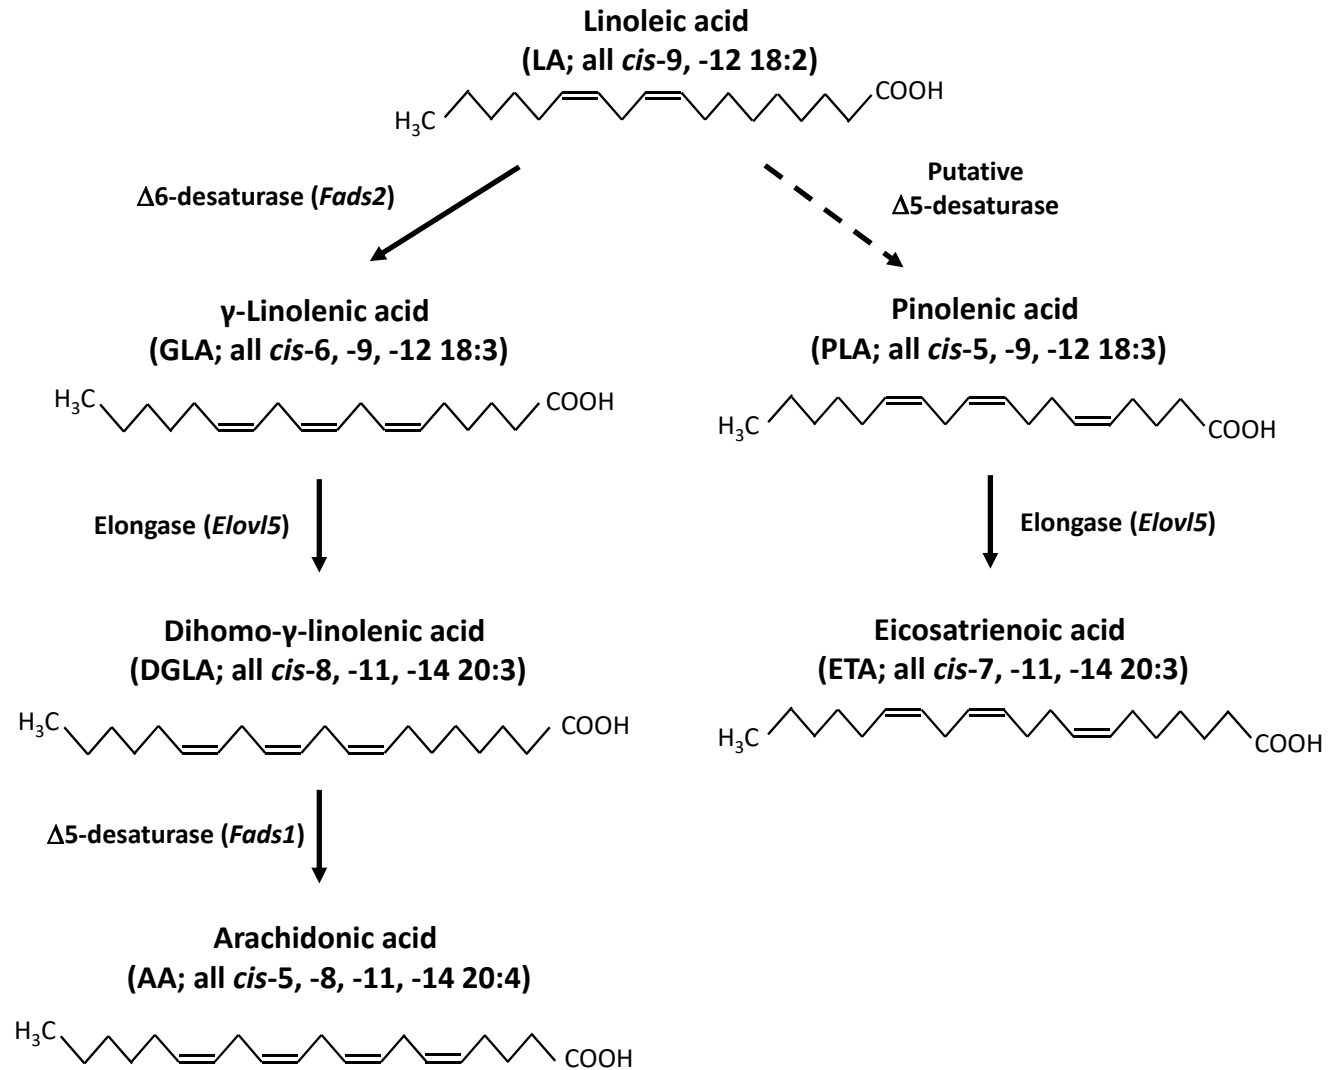 Linoleic acid
(LA; all cis-9, -12 18:2)
H3C
COOH
Δ6-desaturase (Fads2)
Putative
Δ5-desaturase
γ-Linolenic acid
(GLA; all cis-6, -9, -12 18:3)
H3C
COOH
Pinolenic acid
(PLA; all cis-5, -9, -12 18:3)
H3C
COOH
Elongase (Elovl5)
Elongase (Elovl5)
Dihomo-γ-linolenic acid
(DGLA; all cis-8, -11, -14 20:3)
H3C
COOH
Eicosatrienoic acid
(ETA; all cis-7, -11, -14 20:3)
H3C
COOH
Δ5-desaturase (Fads1)
Arachidonic acid
(AA; all cis-5, -8, -11, -14 20:4)
H3C
COOH